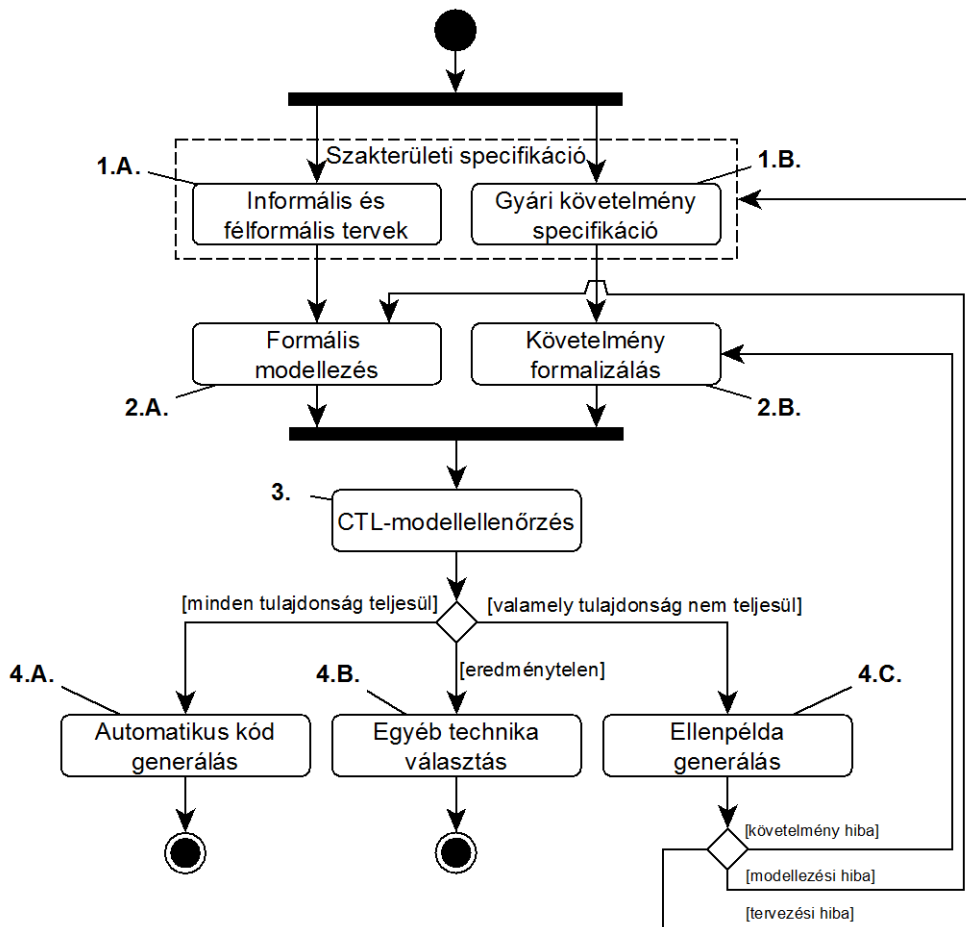 Szakterületi specifikáció
1.A.
1.B.
Informális és
félformális tervek
Gyári követelmény
specifikáció
Formális
modellezés
Követelmény
formalizálás
2.A.
2.B.
3.
CTL-modellellenőrzés
[minden tulajdonság teljesül]
[valamely tulajdonság nem teljesül]
[eredménytelen]
4.A.
4.B.
4.C.
Automatikus kód
generálás
Egyéb technika
választás
Ellenpélda
generálás
[követelmény hiba]
[modellezési hiba]
[tervezési hiba]